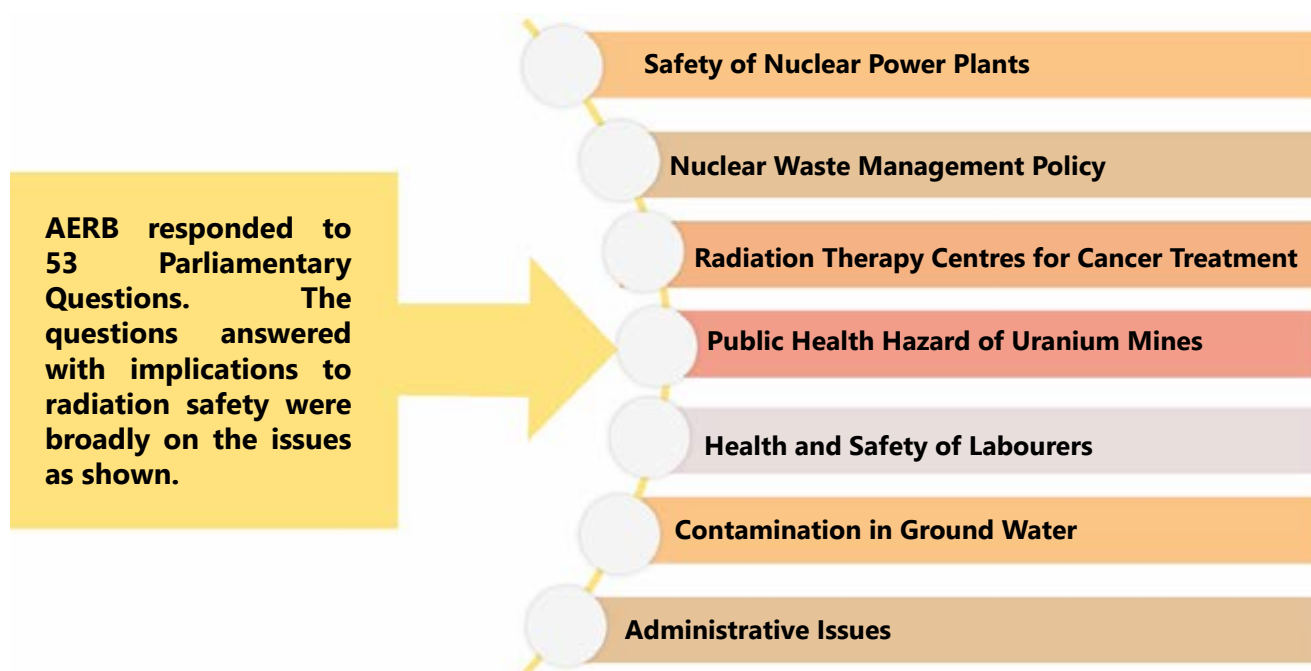 AERB responded to
53 Parliamentary
Questions. The
questions answered
with implications to
radiation safety were
broadly on the issues
as shown.
Safety of Nuclear Power Plants
Nuclear Waste Management Policy
Radiation Therapy Centres for Cancer Treatment
Public Health Hazard of Uranium Mines
Health and Safety of Labourers
Contamination in Ground Water
Administrative Issues